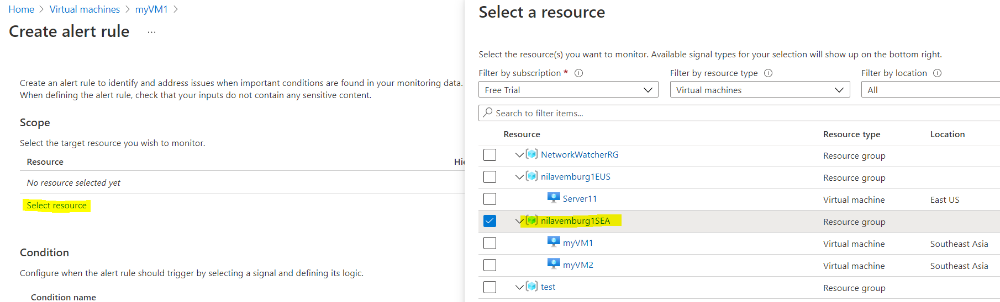 Home > Virtual machines > myVM1 >
Create alert rule ...
Create an alert rule to identify and address issues when important conditions are found in your monitoring data.
When defining the alert rule, check that your inputs do not contain any sensitive content.
Scope
Select the target resource you wish to monitor.
Resource Hie
No resource selected yet
Select resource
Condition
Configure when the alert rule should trigger by selecting a signal and defining its logic.
Condition name
Select a resource
Select the resource(s) you want to monitor. Available signal types for your selection will show up on the bottom right.
Filter by subscription * Filter by resource type Filter by location
Free Trial Virtual machines All
Search to filter items...
Resource Resource type Location
NetworkWatcherRG Resource group
nilavemburg1EUS Resource group
Server11 Virtual machine East US
nilavemburg1SEA Resource group
myVM1 Virtual machine Southeast Asia
myVM2 Virtual machine Southeast Asia
test Resource group